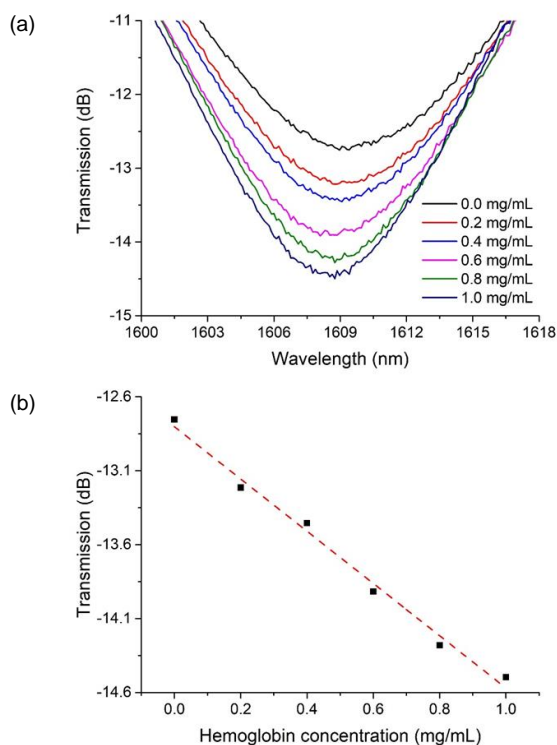 (a)
-11
-12
-13
-14
-15
Transmission (dB)
0.0 mg/mL
0.2 mg/mL
0.4 mg/mL
0.6 mg/mL
0.8 mg/mL
1.0 mg/mL
1600 1603 1606 1609 1612 1615 1618
Wavelength (nm)
(b)
-12.6
-13.1
-13.6
-14.1
-14.6
Transmission (dB)
0.0 0.2 0.4 0.6 0.8 1.0
Hemoglobin concentration (mg/mL)